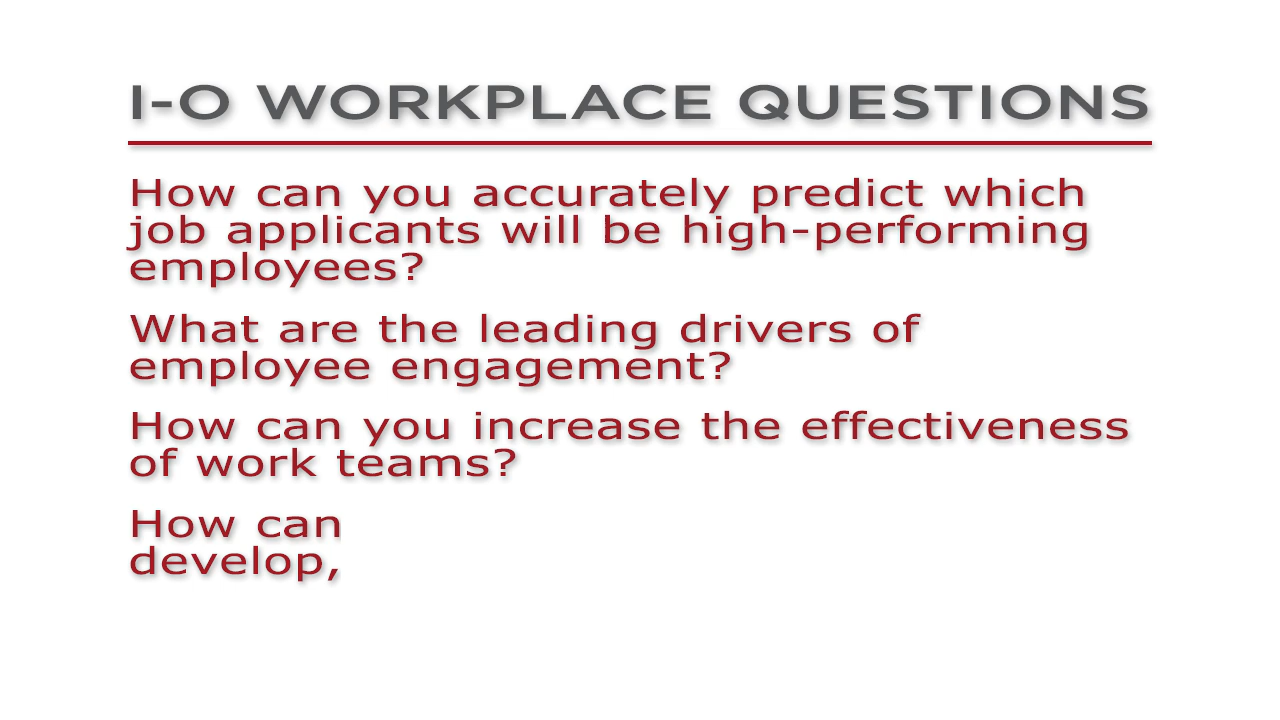 I-O WORKPLACE QUESTIONS
How can you accurately predict which
job applicants will be high-performing
employees?
What are the leading drivers of
employee engagement?
How can you increase the effectiveness
of work teams?
How can
develop,